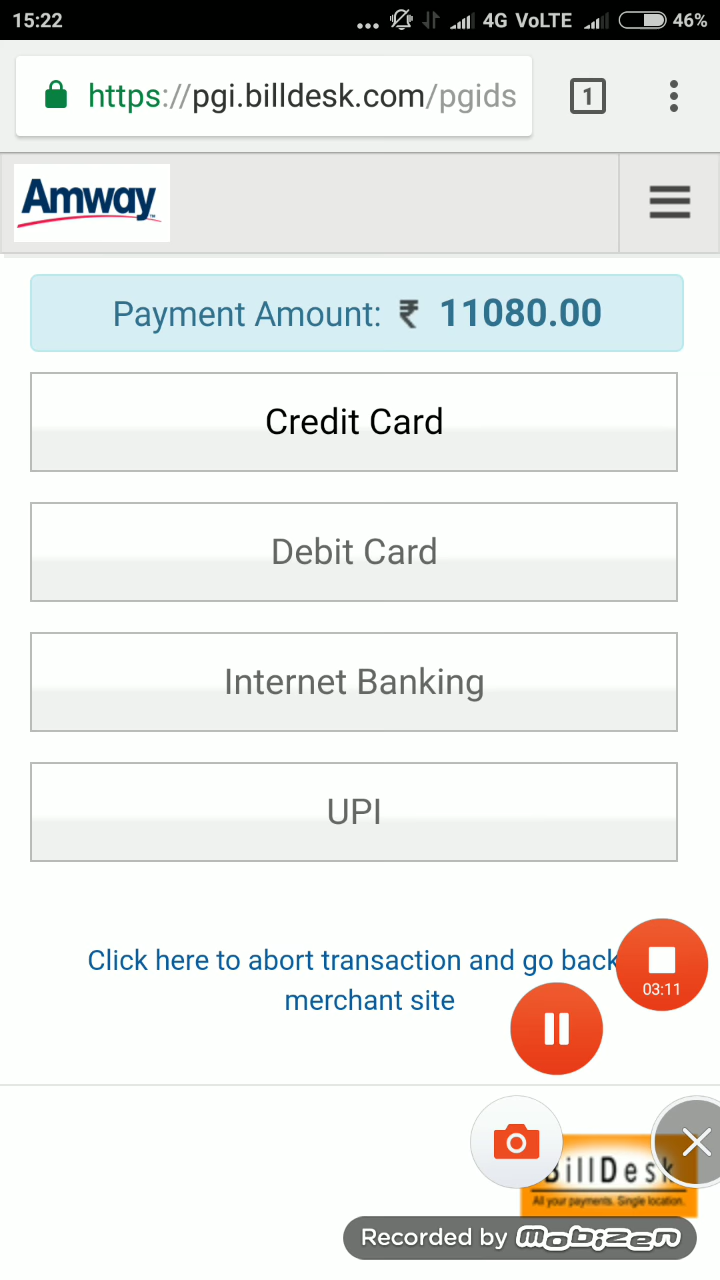 15:22
... 4G VoLTE 46%
https://pgi.billdesk.com/pgids
1
Amway
Payment Amount: ₹ 11080.00
Credit Card
Debit Card
Internet Banking
UPI
Click here to abort transaction and go back
merchant site
03:11
BillDesk
All your payments. Single location.
Recorded by mobizen